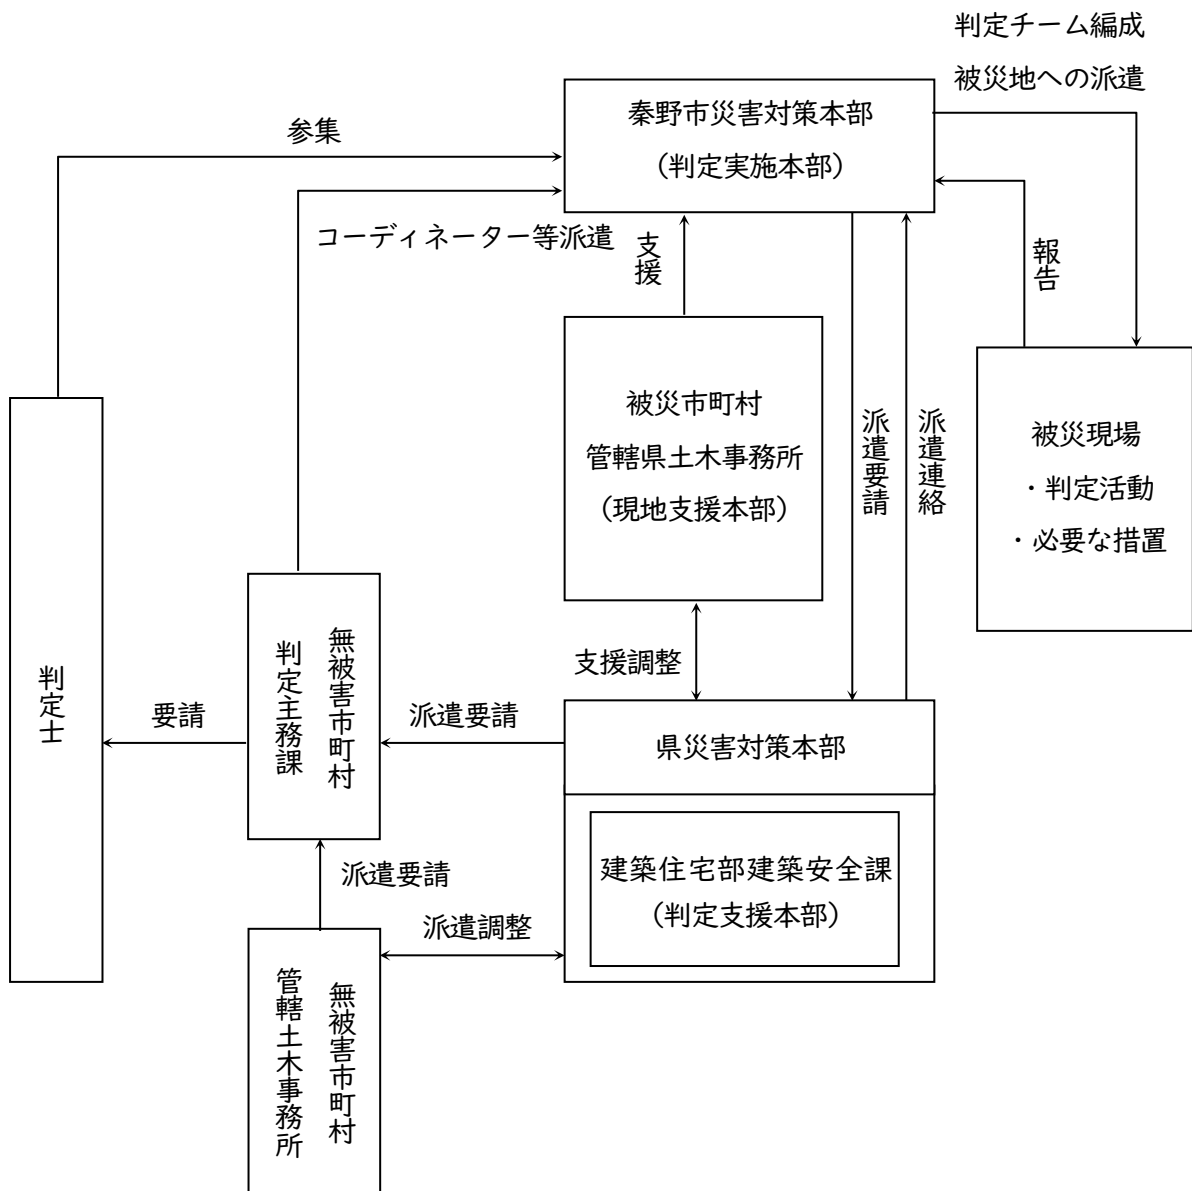 判定チーム編成
被災地への派遣
秦野市災害対策本部
(判定実施本部)
参集
コーディネーター等派遣
支援
報告
被災市町村
管轄県土木事務所
(現地支援本部)
派遣要請
派遣連絡
被災現場
・判定活動
・必要な措置
判定士
要請
無被害市町村
判定主務課
派遣要請
支援調整
県災害対策本部
建築住宅部建築安全課
(判定支援本部)
派遣要請
派遣調整
無被害市町村
管轄土木事務所